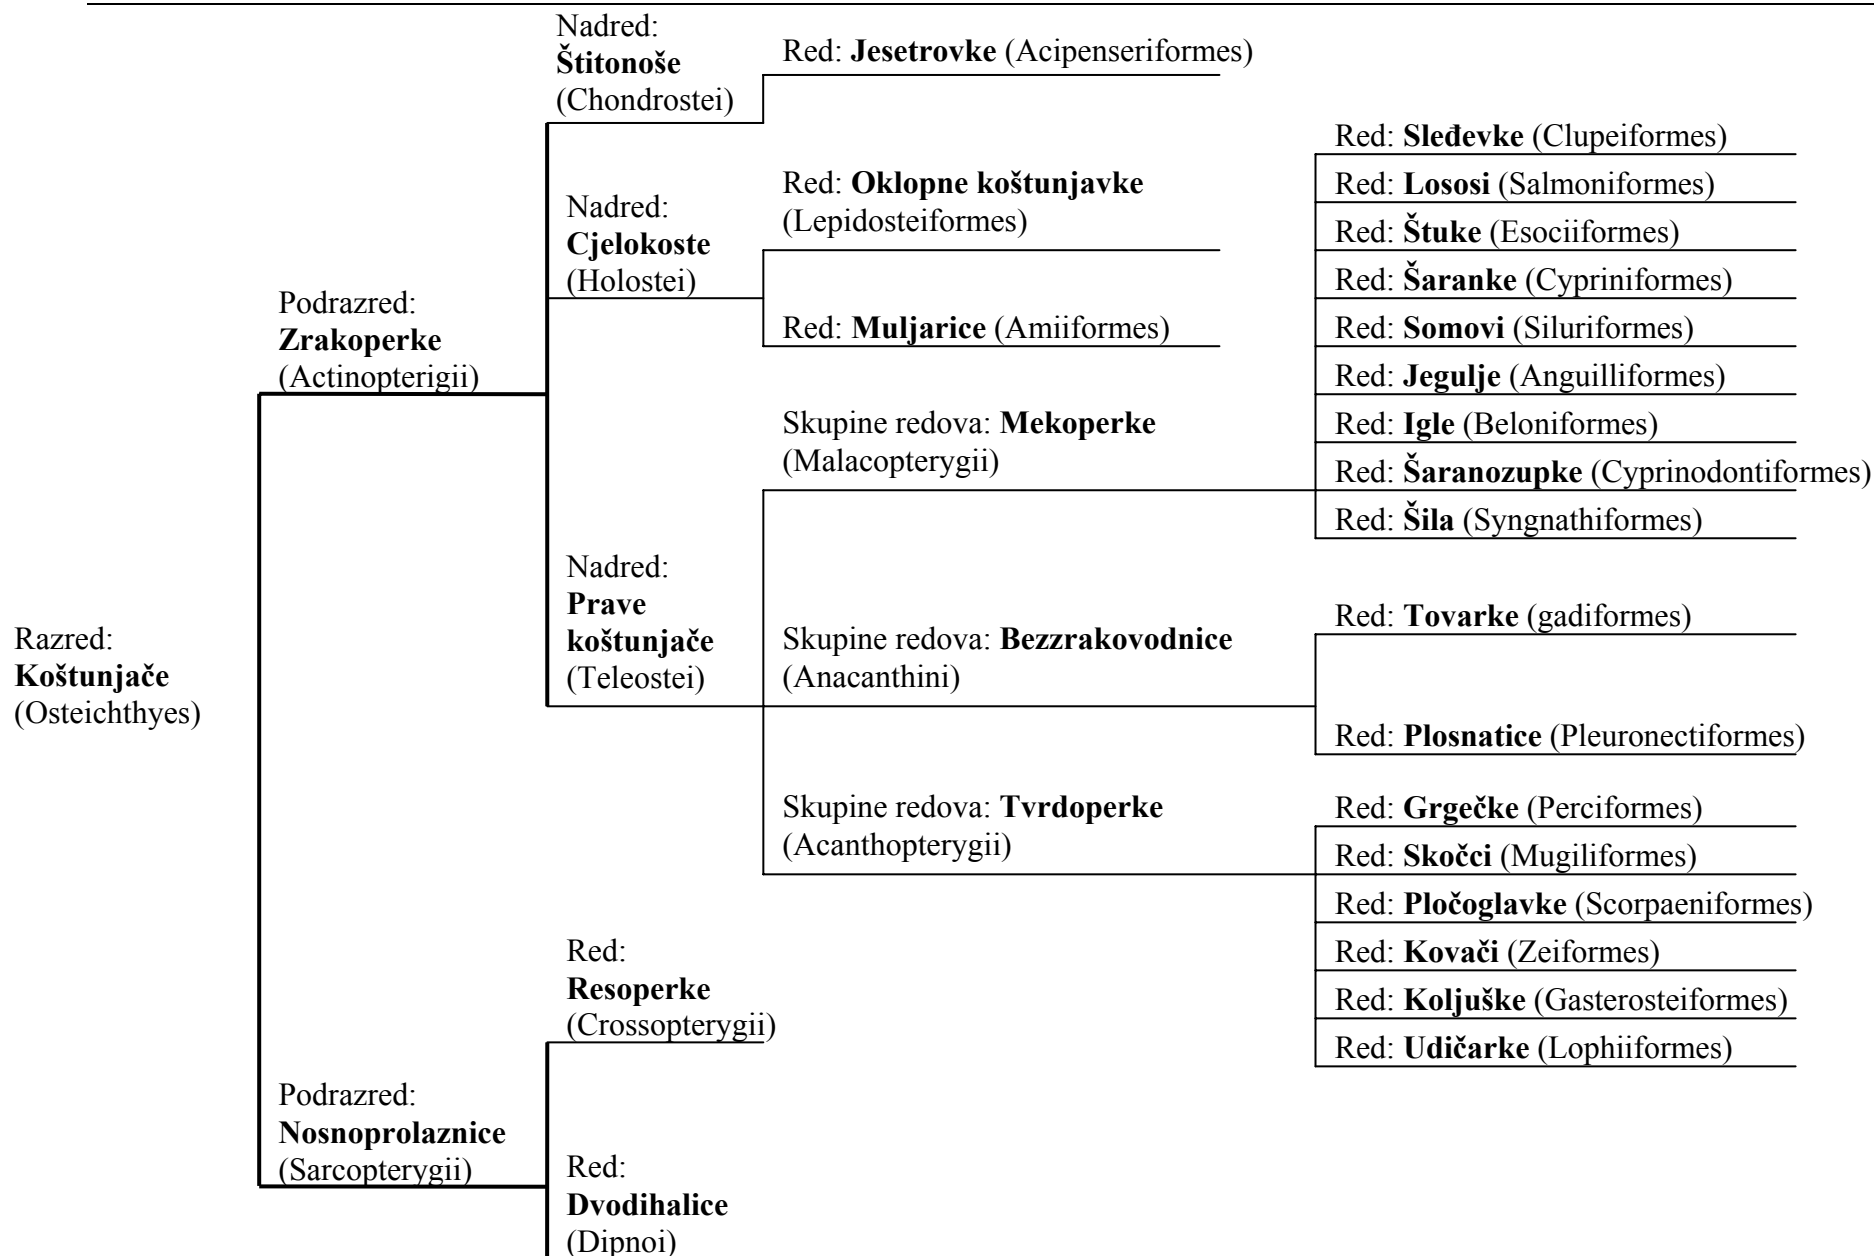 Nadred:
Štitonoše
(Chondrostei)
Red: Jesetrovke (Acipenseriformes)
Nadred:
Cjelokoste
(Holostei)
Red: Oklopne koštunjavke
(Lepidosteiformes)
Red: Muljarice (Amiiformes)
Podrazred:
Zrakoperke
(Actinopterigii)
Skupine redova: Mekoperke
(Malacopterygii)
Red: Sleđevke (Clupeiformes)
Red: Lososi (Salmoniformes)
Red: Štuke (Esociiformes)
Red: Šaranke (Cypriniformes)
Red: Somovi (Siluriformes)
Red: Jegulje (Anguilliformes)
Red: Igle (Beloniformes)
Red: Šaranozupke (Cyprinodontiformes)
Red: Šila (Syngnathiformes)
Nadred:
Prave
koštunjače
(Teleostei)
Skupine redova: Bezzrakovodnice
(Anacanthini)
Red: Tovarke (gadiformes)
Red: Plosnatice (Pleuronectiformes)
Razred:
Koštunjače
(Osteichthyes)
Skupine redova: Tvrdoperke
(Acanthopterygii)
Red: Grgečke (Perciformes)
Red: Skočci (Mugiliformes)
Red: Pločoglavke (Scorpaeniformes)
Red: Kovači (Zeiformes)
Red: Koljuške (Gasterosteiformes)
Red: Udičarke (Lophiiformes)
Red:
Resoperke
(Crossopterygii)
Podrazred:
Nosnoprolaznice
(Sarcopterygii)
Red:
Dvodihalice
(Dipnoi)